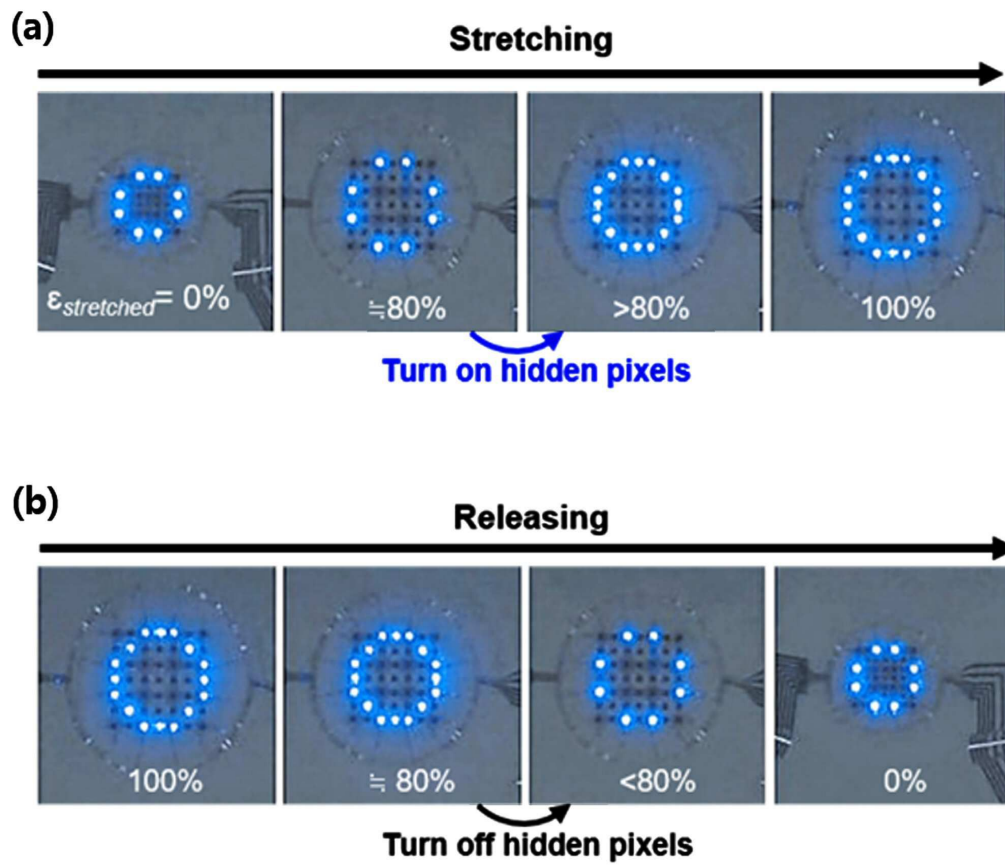 (a)
Stretching
εstretched = 0%
≒80%
>80%
100%
Turn on hidden pixels
(b)
Releasing
100%
≒ 80%
<80%
0%
Turn off hidden pixels